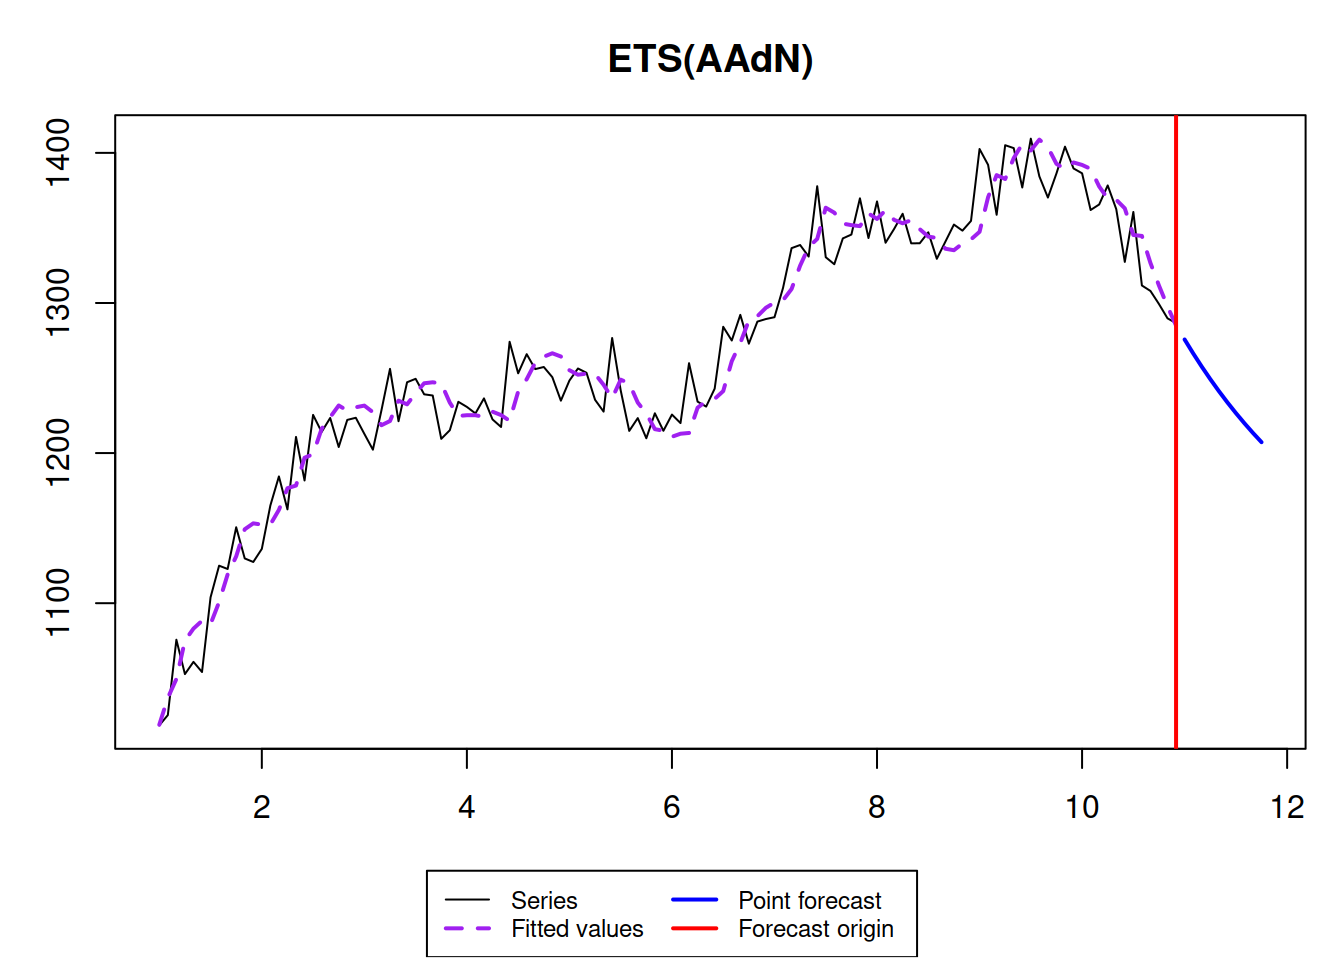 ETS(AAdN)
1400
1300
1200
1100
2 4 6 8 10 12
Series Point forecast
Fitted values Forecast origin